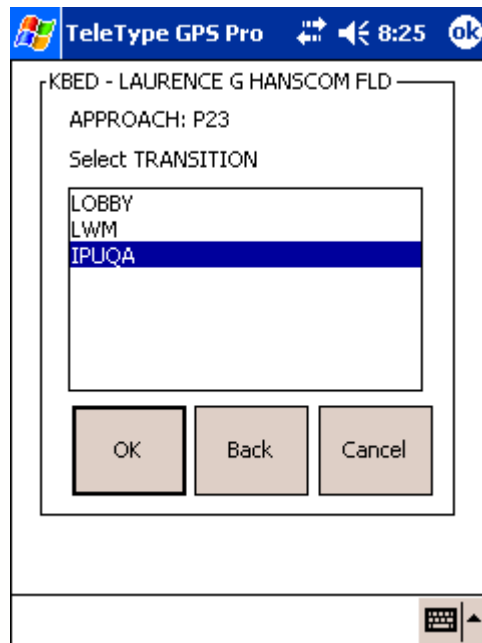 TeleType GPS Pro 8:25 ok
KBED - LAURENCE G HANSCOM FLD
APPROACH: P23
Select TRANSITION
LOBBY
LWM
IPUQA
OK Back Cancel